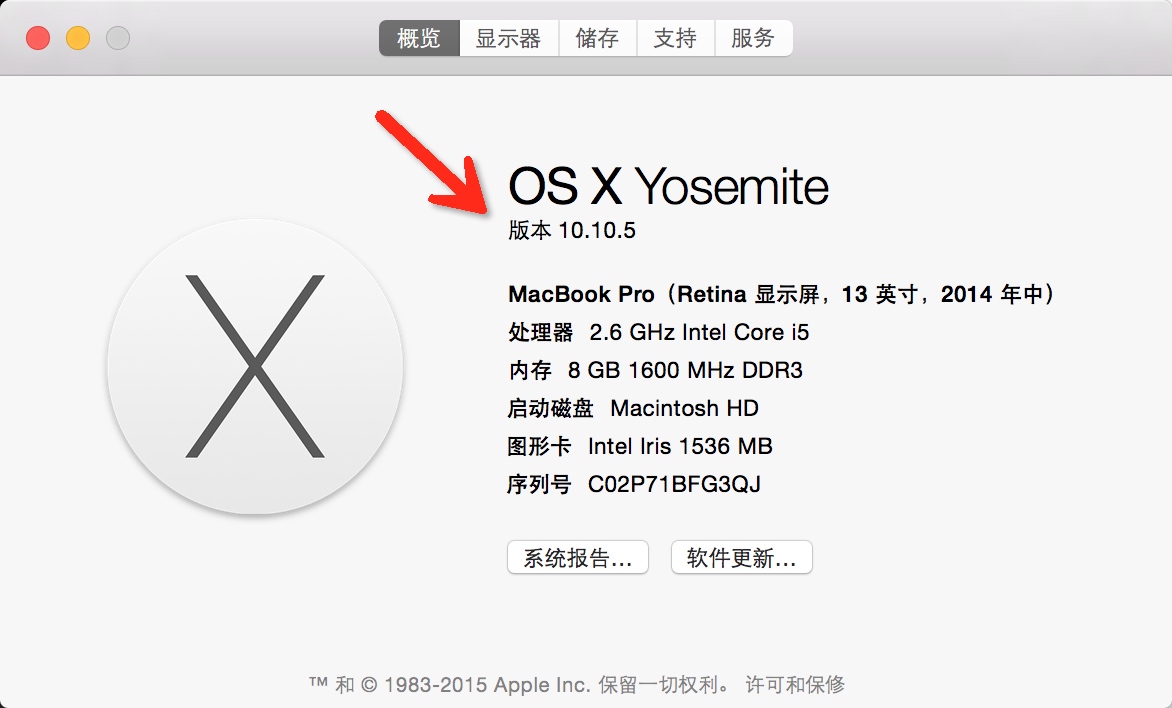 概览 显示器 储存 支持 服务
OS X Yosemite
版本 10.10.5
MacBook Pro（Retina 显示屏，13 英寸，2014 年中）
处理器 2.6 GHz Intel Core i5
内存 8 GB 1600 MHz DDR3
启动磁盘 Macintosh HD
图形卡 Intel Iris 1536 MB
序列号 C02P71BFG3QJ
系统报告... 软件更新...
™ 和 © 1983-2015 Apple Inc. 保留一切权利。 许可和保修